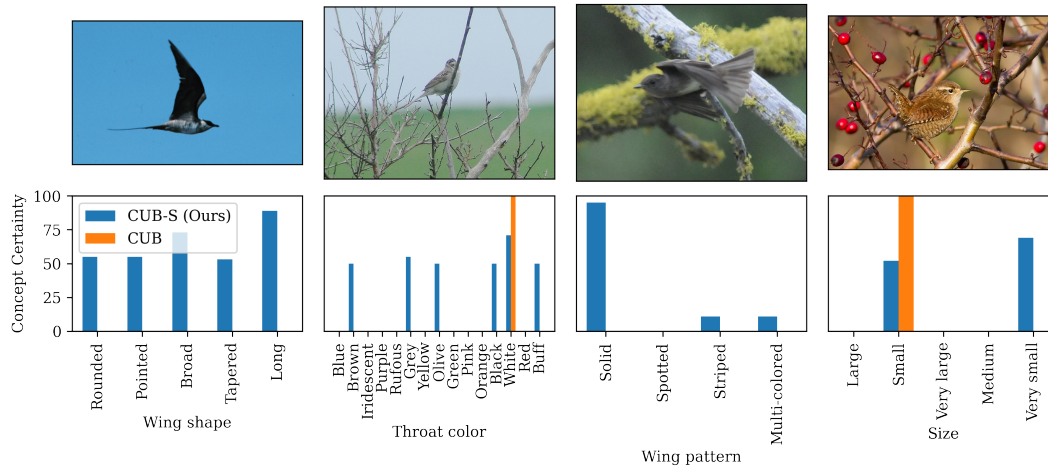 Concept Certainty
100
75
50
25
0
CUB-S (Ours)
CUB
Rounded
Pointed
Broad
Tapered
Long
Wing shape
Blue
Brown
Iridescent
Purple
Rufous
Grey
Yellow
Olive
Green
Pink
Orange
Black
White
Red
Buff
Throat color
Solid
Spotted
Striped
Multi-colored
Wing pattern
Large
Small
Very large
Medium
Very small
Size